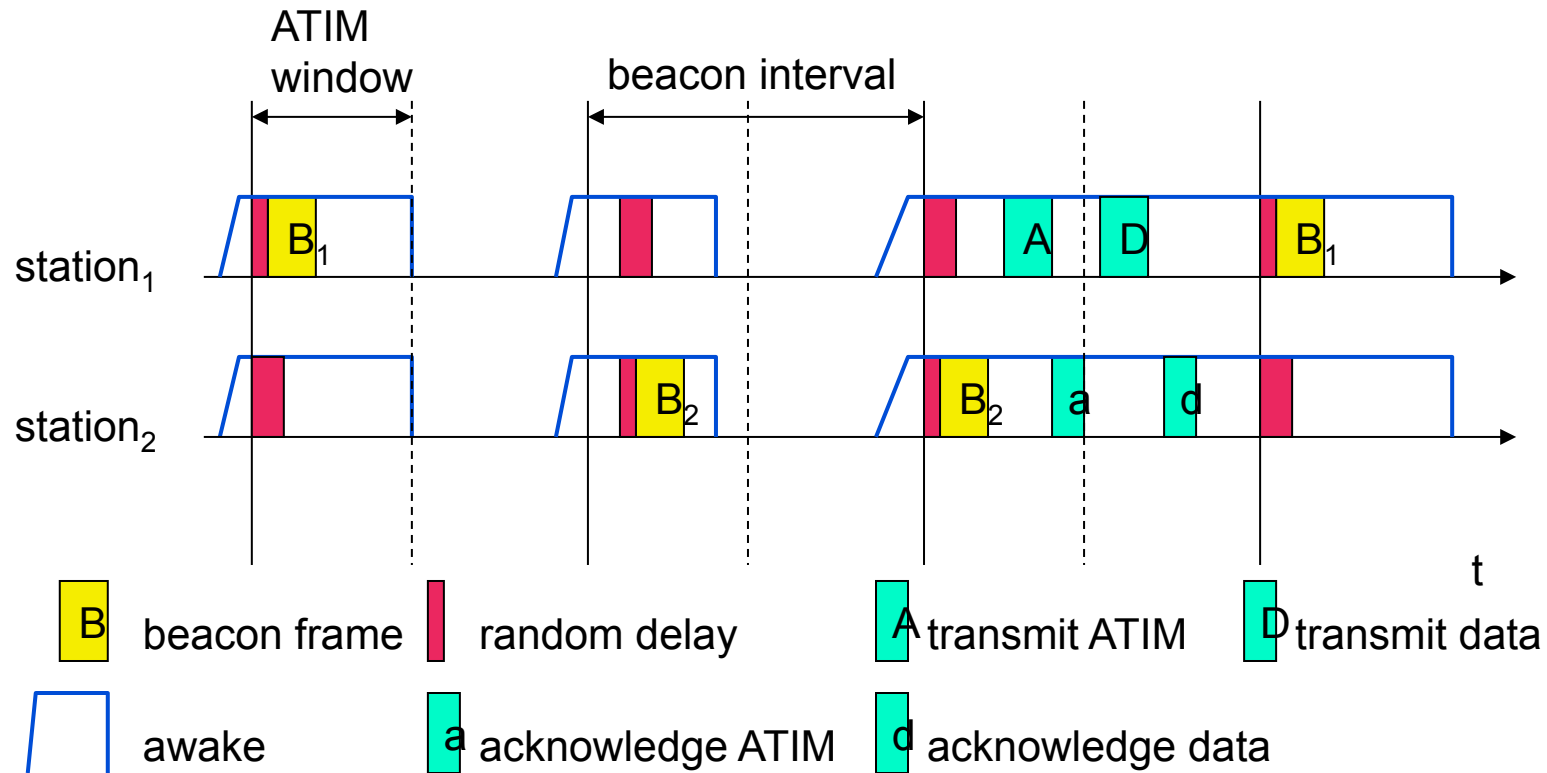 ATIM
window
beacon interval
station1
B1
A
D
B1
station2
B2
B2
a
d
t
B beacon frame
random delay
A transmit ATIM
D transmit data
awake
a acknowledge ATIM
d acknowledge data